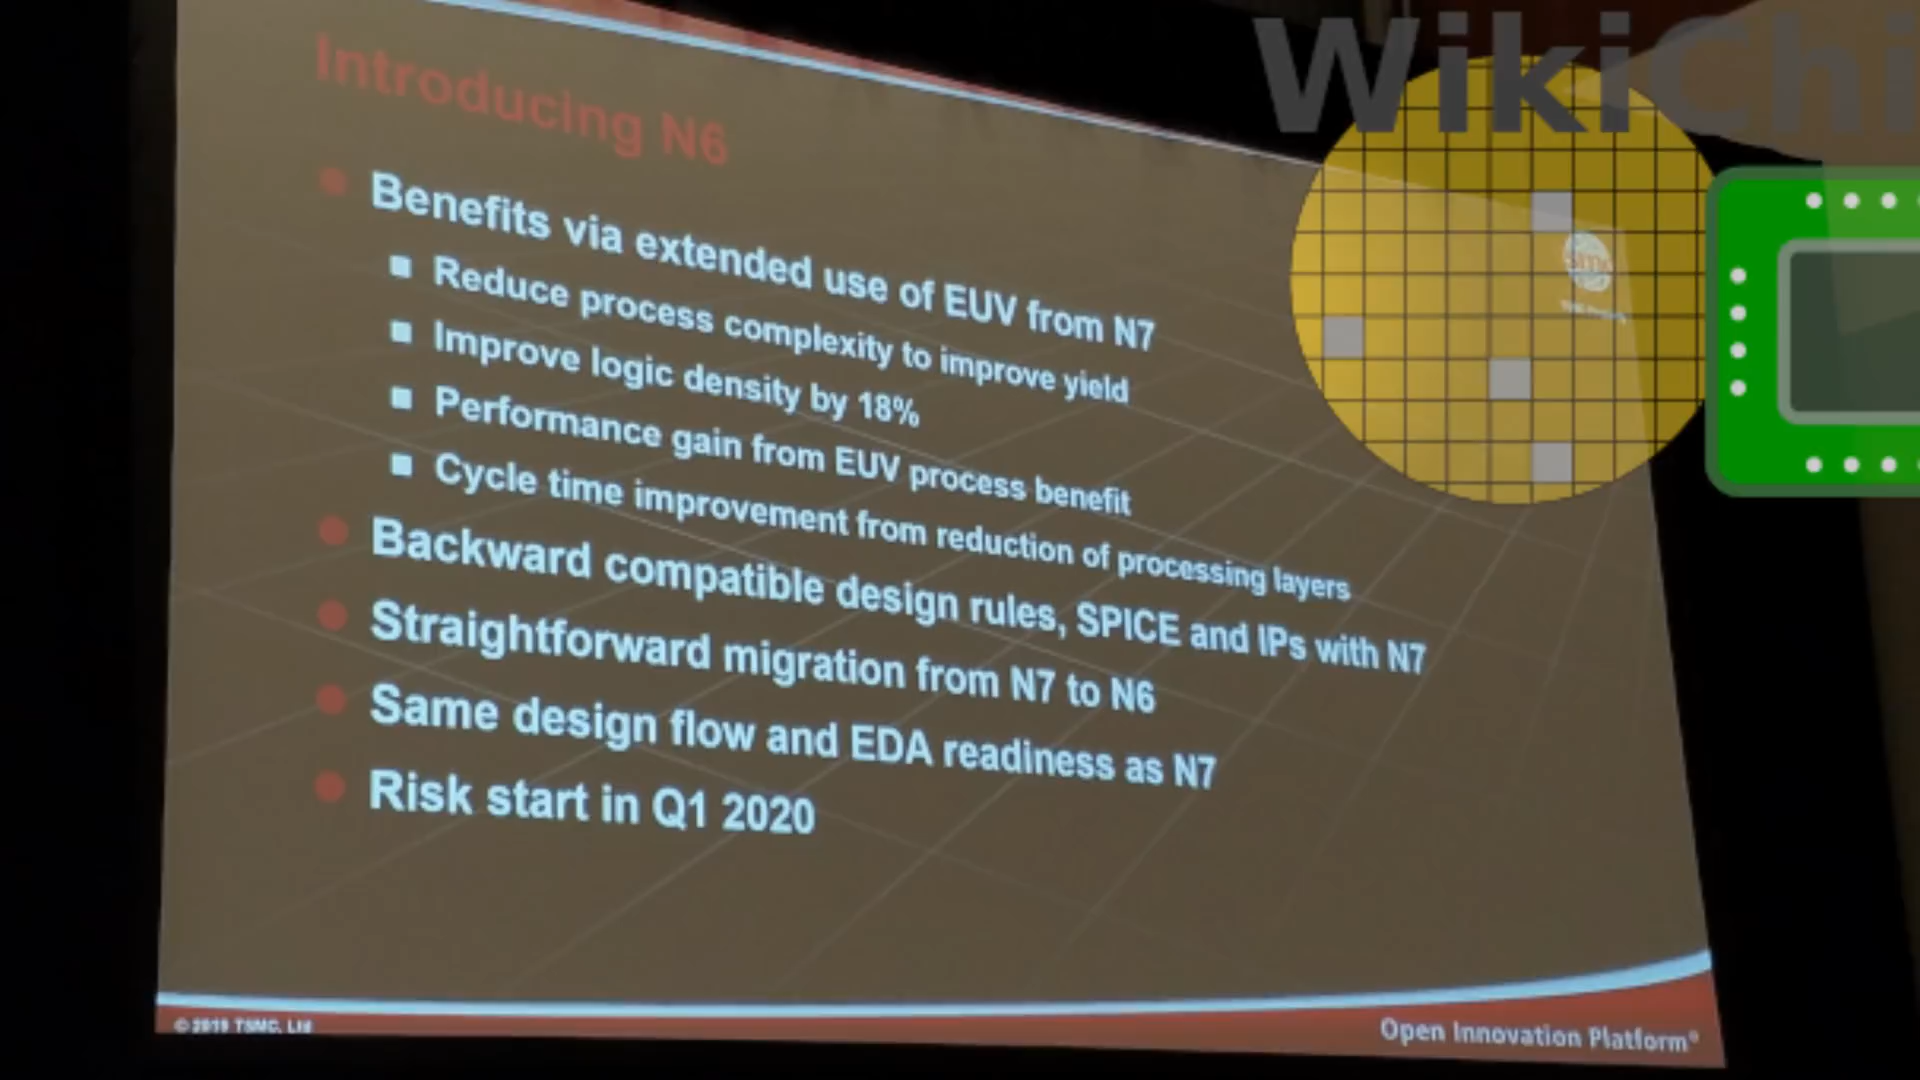 WikiChi
Introducing N6
Benefits via extended use of EUV from N7
Reduce process complexity to improve yield
Improve logic density by 18%
Performance gain from EUV process benefit
Cycle time improvement from reduction of processing layers
Backward compatible design rules, SPICE and IPs with N7
Straightforward migration from N7 to N6
Same design flow and EDA readiness as N7
Risk start in Q1 2020
© 2019 TSMC, Ltd
Open Innovation Platform®